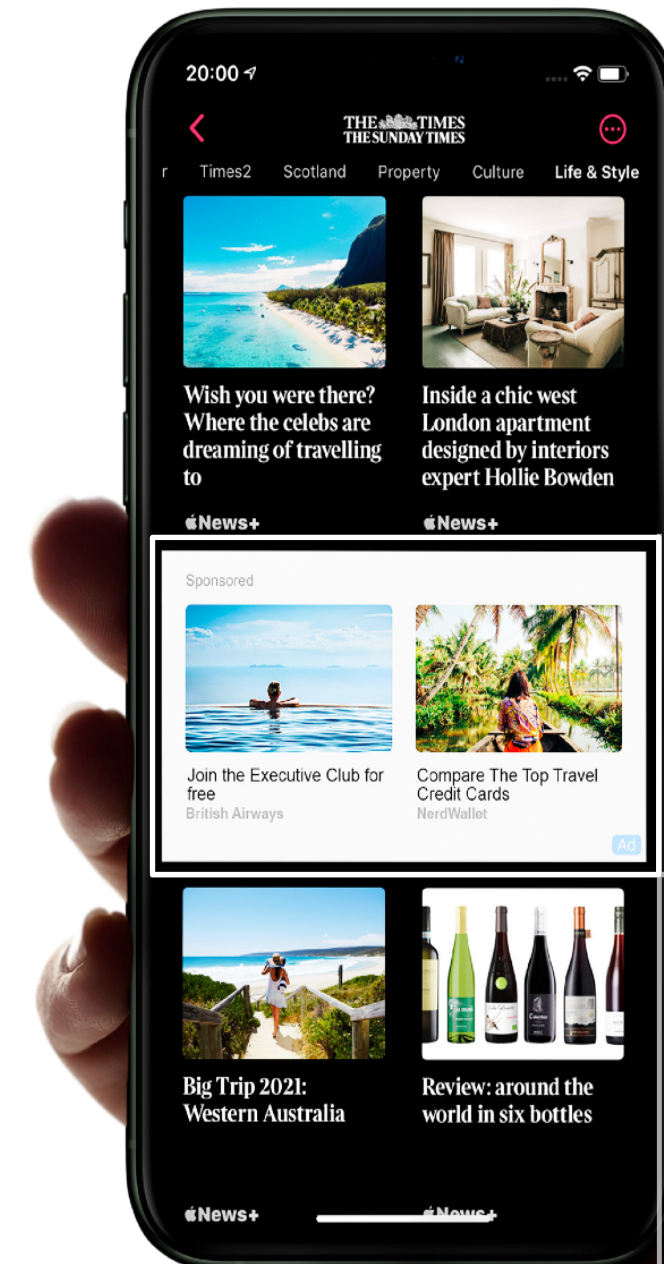 20:00
THE TIMES
THE SUNDAY TIMES
r Times2 Scotland Property Culture Life & Style
Wish you were there?
Where the celebs are
dreaming of travelling
to
News+
Inside a chic west
London apartment
designed by interiors
expert Hollie Bowden
News+
Sponsored
Join the Executive Club for
free
British Airways
Compare The Top Travel
Credit Cards
NerdWallet
Ad
Big Trip 2021:
Western Australia
News+
Review: around the
world in six bottles
News+